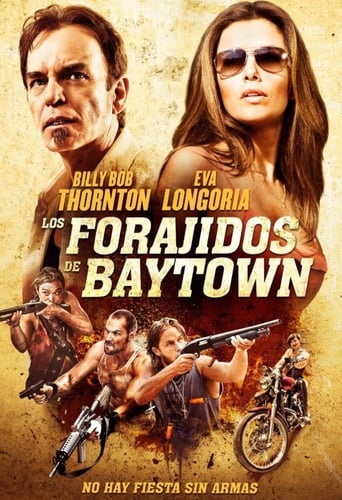 BILLY BOB
THORNTON
EVA
LONGORIA
LOS
FORAJIDOS
DE BAYTOWN
NO HAY FIESTA SIN ARMAS